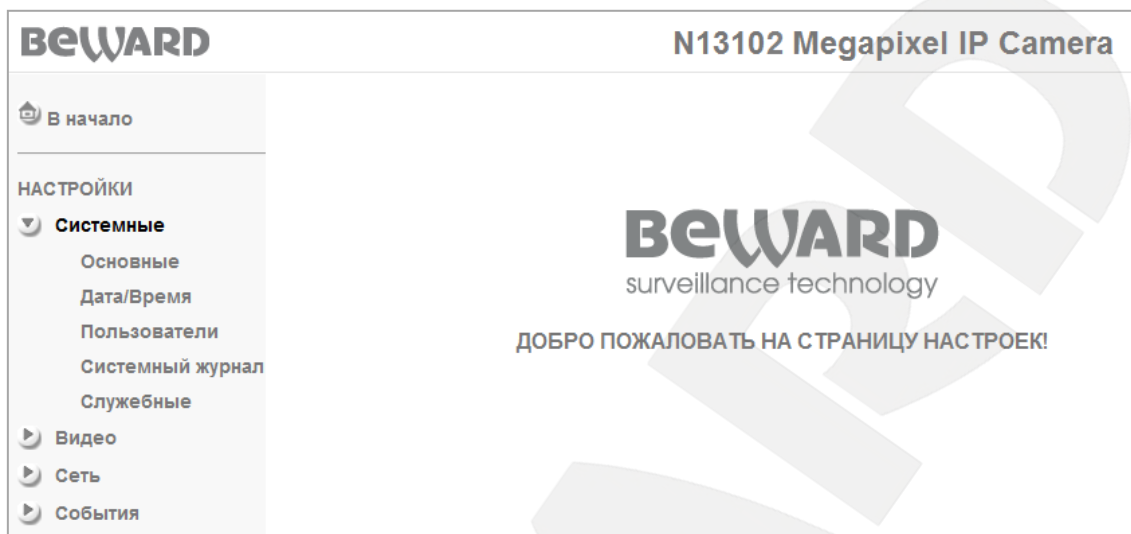 BEWARD
N13102 Megapixel IP Camera
В начало
НАСТРОЙКИ
Системные
Основные
Дата/Время
Пользователи
Системный журнал
Служебные
Видео
Сеть
События
BEWARD
surveillance technology
ДОБРО ПОЖАЛОВАТЬ НА СТРАНИЦУ НАСТРОЕК!